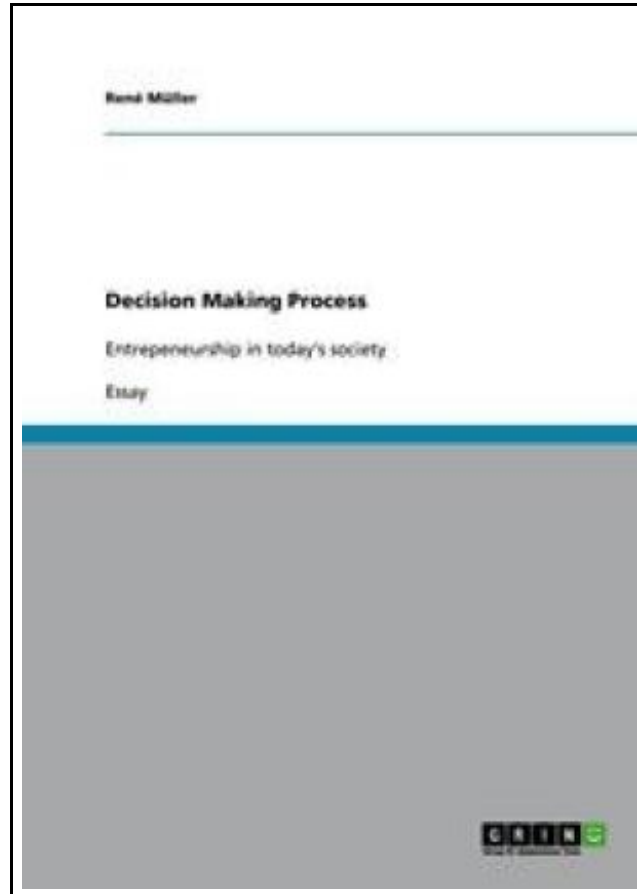 René Müller
Decision Making Process
Entrepeneurship in today's society
Essay
GRIN